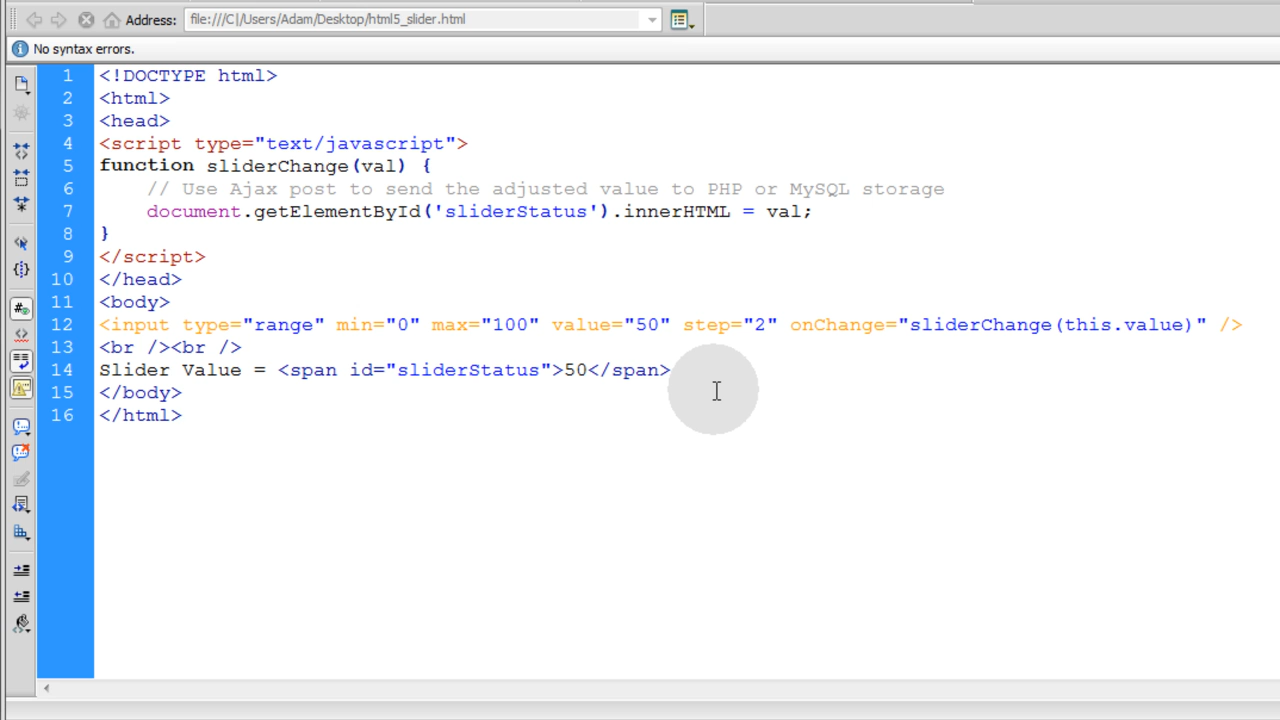 Address: file:///C|/Users/Adam/Desktop/html5_slider.html
No syntax errors.
1 <!DOCTYPE html>
2 <html>
3 <head>
4 <script type="text/javascript">
5 function sliderChange(val) {
6     // Use Ajax post to send the adjusted value to PHP or MySQL storage
7     document.getElementById('sliderStatus').innerHTML = val;
8 }
9 </script>
10 </head>
11 <body>
12 <input type="range" min="0" max="100" value="50" step="2" onChange="sliderChange(this.value)" />
13 <br /><br />
14 Slider Value = <span id="sliderStatus">50</span>
15 </body>
16 </html>